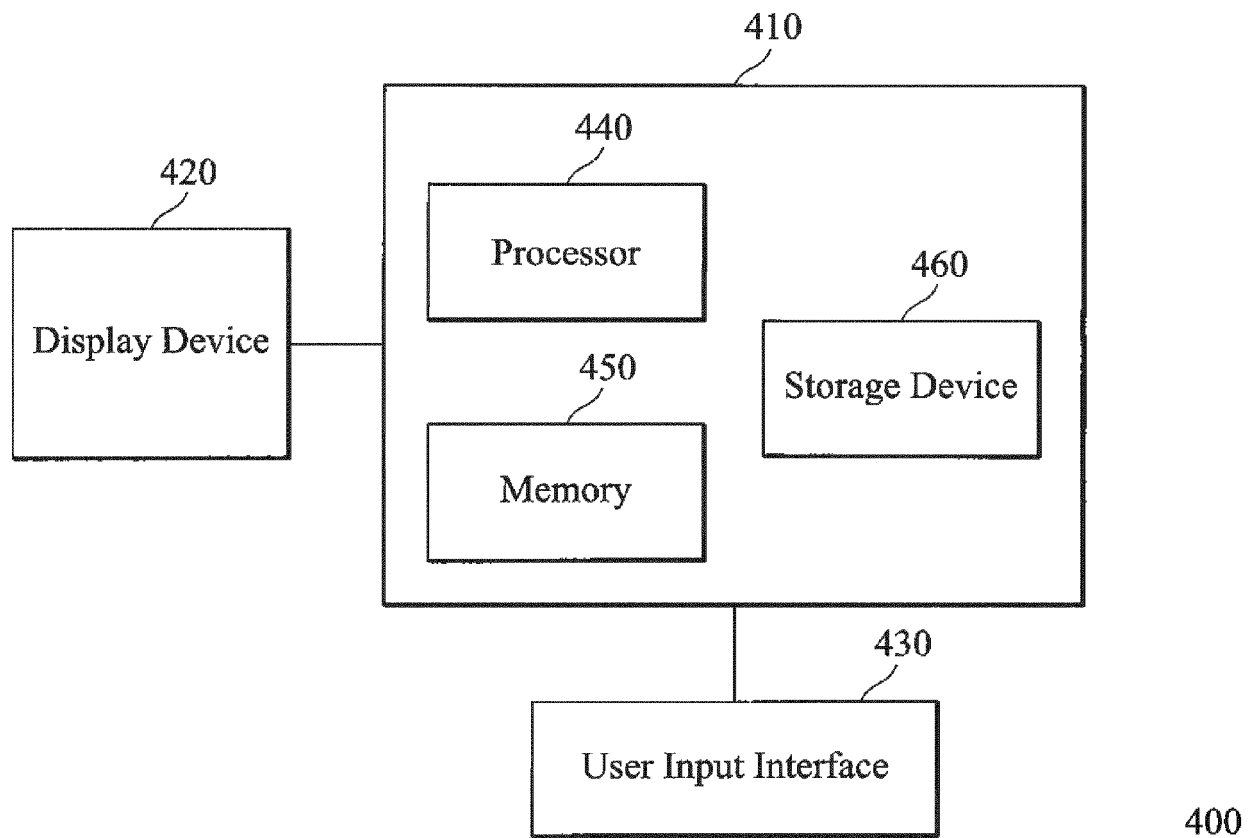 410
440
420
Processor
460
Display Device
450
Storage Device
Memory
430
User Input Interface
400